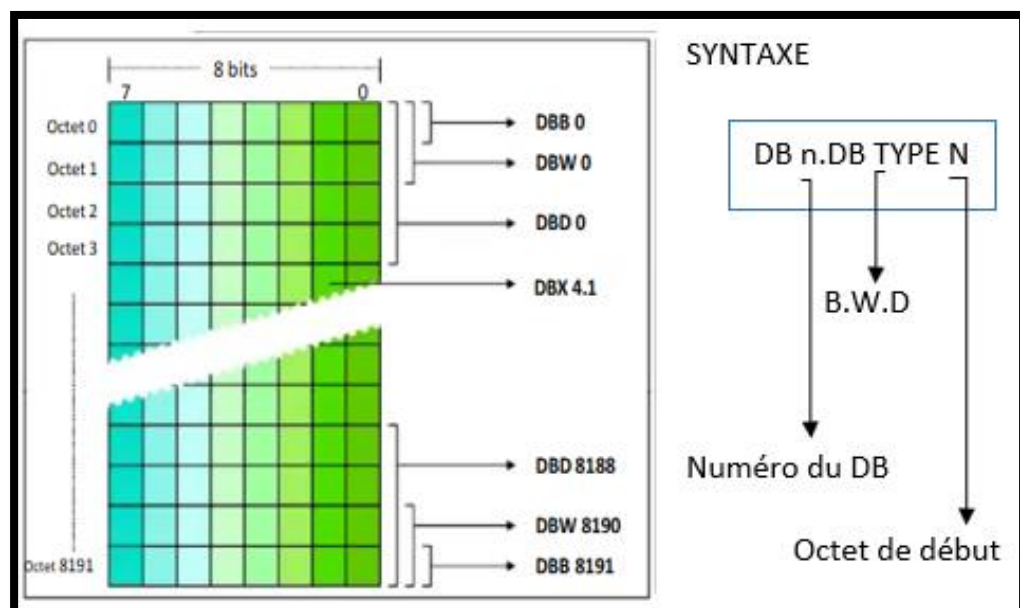 8 bits
7 0
Octet 0
Octet 1
Octet 2
Octet 3
Octet 8191
DBB 0
DBW 0
DBD 0
DBX 4.1
DBD 8188
DBW 8190
DBB 8191
SYNTAXE
DB n.DB TYPE N
B.W.D
Numéro du DB
Octet de début